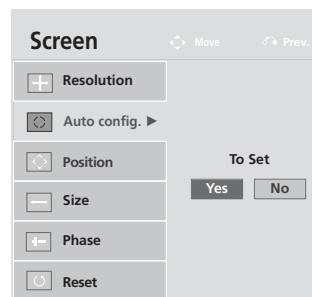 Screen Move Prev.
Resolution
Auto config. ►
Position
Size
Phase
Reset
To Set
Yes No